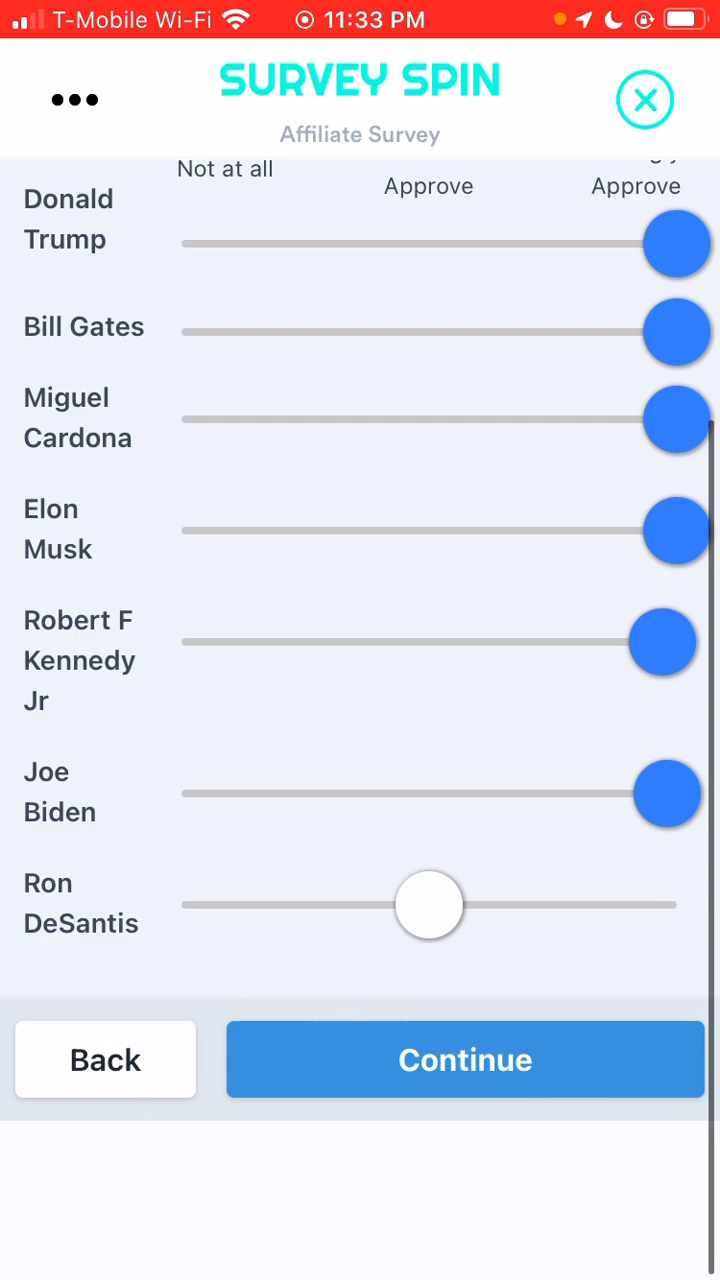 T-Mobile Wi-Fi 11:33 PM
SURVEY SPIN
Affiliate Survey
Not at all
Approve Approve
Donald
Trump
Bill Gates
Miguel
Cardona
Elon
Musk
Robert F
Kennedy
Jr
Joe
Biden
Ron
DeSantis
Back Continue